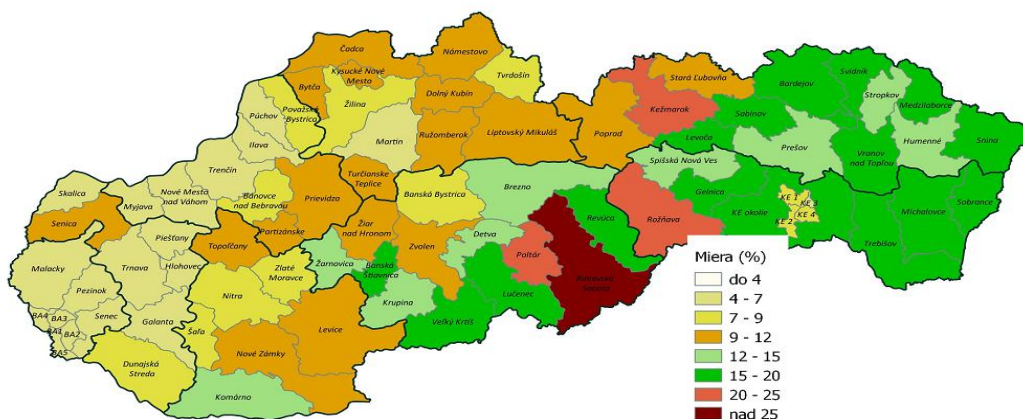 Čadca
Námestovo
Kysucké Nové
Mesto
Tvrdošín
Bytča
Dolný Kubín
Stará Ľubovňa
Bardejov
Svidník
Stropkov
Medzilaborce
Považská
Bystrica
Žilina
Kežmarok
Sabinov
Púchov
Ružomberok
Liptovský Mikuláš
Poprad
Levoča
Prešov
Humenné
Snina
Ilava
Martin
Vranov
nad Topľou
Trenčín
Turčianske
Teplice
Spišská Nová Ves
Gelnica
Skalica
Nové Mesto
nad Váhom
Bánovce
nad Bebravou
Prievidza
Banská Bystrica
Brezno
KE 1
KE 3
KE 2
KE 4
KE okolie
Michalovce
Sobrance
Myjava
Senica
Partizánske
Žiar
nad Hronom
Zvolen
Detva
Revúca
Rožňava
Trebišov
Piešťany
Topoľčany
Žarnovica
Banská
Štiavnica
Poltár
Rimavská
Sobota
Malacky
Trnava
Hlohovec
Zlaté
Moravce
Krupina
Lučenec
Pezinok
Nitra
Veľký Krtíš
BA4
BA3
Senec
Galanta
Šaľa
Levice
BA1
BA2
BA5
Dunajská
Streda
Nové Zámky
Komárno
Miera (%)
do 4
4 - 7
7 - 9
9 - 12
12 - 15
15 - 20
20 - 25
nad 25